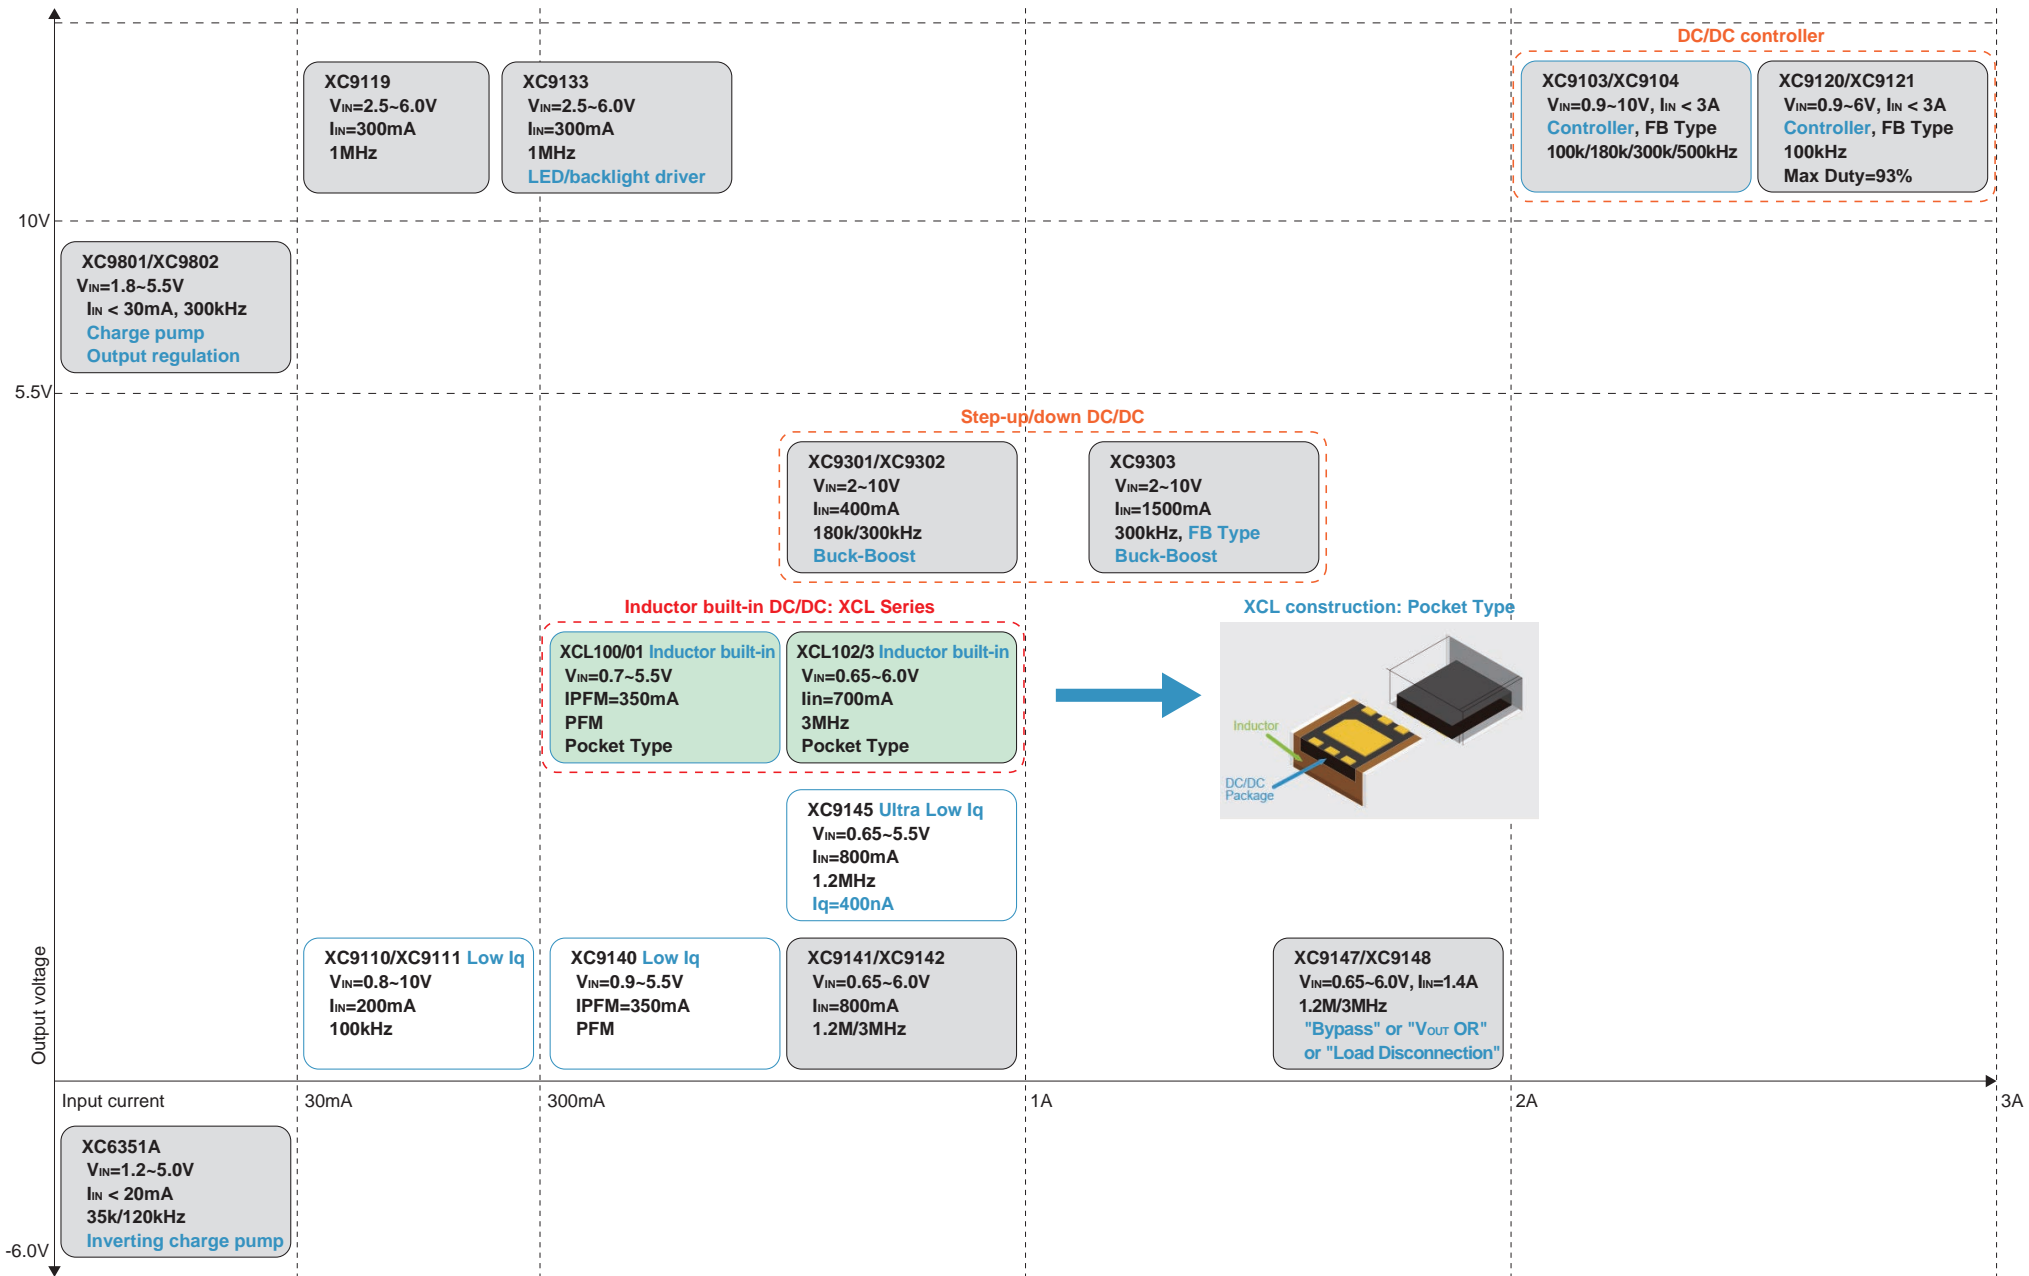 DC/DC controller
XC9119
VIN=2.5~6.0V
IIN=300mA
1MHz
XC9133
VIN=2.5~6.0V
IIN=300mA
1MHz
LED/backlight driver
XC9103/XC9104
VIN=0.9~10V, IIN < 3A
Controller, FB Type
100k/180k/300k/500kHz
XC9120/XC9121
VIN=0.9~6V, IIN < 3A
Controller, FB Type
100kHz
Max Duty=93%
10V
XC9801/XC9802
VIN=1.8~5.5V
IIN < 30mA, 300kHz
Charge pump
Output regulation
5.5V
Step-up/down DC/DC
XC9301/XC9302
VIN=2~10V
IIN=400mA
180k/300kHz
Buck-Boost
XC9303
VIN=2~10V
IIN=1500mA
300kHz, FB Type
Buck-Boost
Inductor built-in DC/DC: XCL Series
XCL100/01 Inductor built-in
VIN=0.7~5.5V
IPFM=350mA
PFM
Pocket Type
XCL102/3 Inductor built-in
VIN=0.65~6.0V
Iin=700mA
3MHz
Pocket Type
XCL construction: Pocket Type
Inductor
DC/DC
Package
XC9145 Ultra Low Iq
VIN=0.65~5.5V
IIN=800mA
1.2MHz
Iq=400nA
XC9110/XC9111 Low Iq
VIN=0.8~10V
IIN=200mA
100kHz
XC9140 Low Iq
VIN=0.9~5.5V
IPFM=350mA
PFM
XC9141/XC9142
VIN=0.65~6.0V
IIN=800mA
1.2M/3MHz
XC9147/XC9148
VIN=0.65~6.0V, IIN=1.4A
1.2M/3MHz
"Bypass" or "VOUT OR"
or "Load Disconnection"
Output voltage
Input current
30mA
300mA
1A
2A
3A
XC6351A
VIN=1.2~5.0V
IIN < 20mA
35k/120kHz
Inverting charge pump
-6.0V